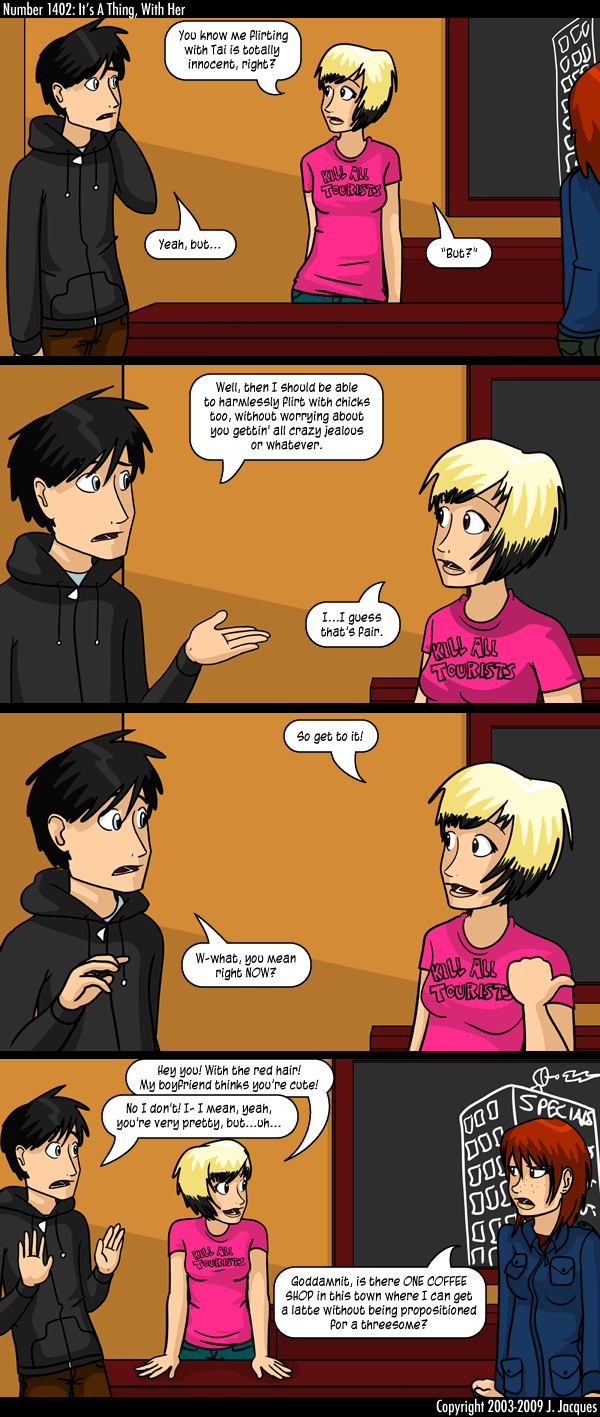 Number 1402: It's A Thing, With Her
You know me flirting
with Tai is totally
innocent, right?
Yeah, but...
"But?"
KILL ALL
TOURISTS
Well, then I should be able
to harmlessly flirt with chicks
too, without worrying about
you gettin' all crazy jealous
or whatever.
I...I guess
that's fair.
KILL ALL
TOURISTS
So get to it!
W-what, you mean
right NOW?
KILL ALL
TOURISTS
Hey you! With the red hair!
My boyfriend thinks you're cute!
No I don't! I- I mean, yeah,
you're very pretty, but...uh...
SPECIALS
KILL ALL
TOURISTS
Goddamnit, is there ONE COFFEE
SHOP in this town where I can get
a latte without being propositioned
for a threesome?
Copyright 2003-2009 J. Jacques